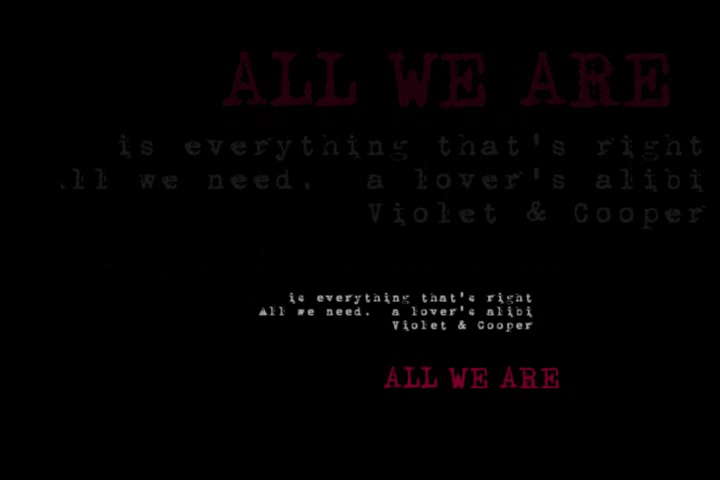 ALL WE ARE
is everything that's right
All we need. a lover's alibi
Violet & Cooper
is everything that's right
All we need. a lover's alibi
Violet & Cooper
ALL WE ARE